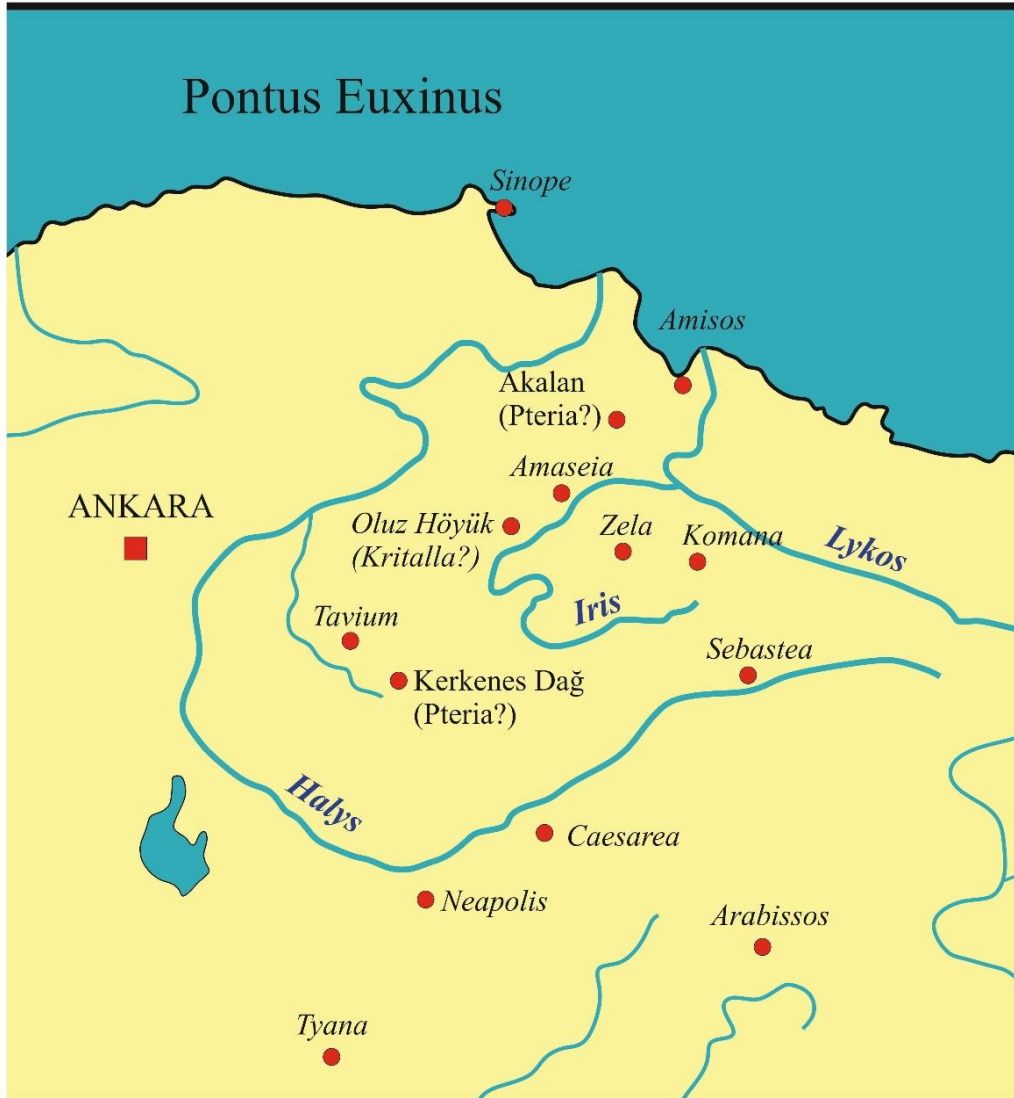 Pontus Euxinus
Sinope
Amisos
Akalan
(Pteria?)
Amaseia
ANKARA
Oluz Höyük
(Kritalla?)
Zela
Komana
Lykos
Iris
Tavium
Sebastea
Kerkenes Dağ
(Pteria?)
Halys
Caesarea
Neapolis
Arabissos
Tyana